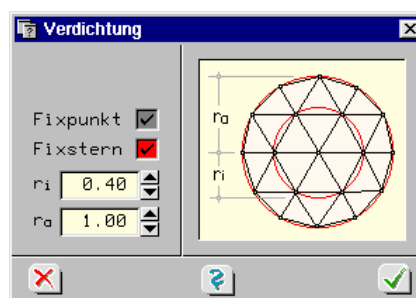 Verdichtung
Fixpunkt
Fixstern
ri 0.40
ra 1.00
ra
ri